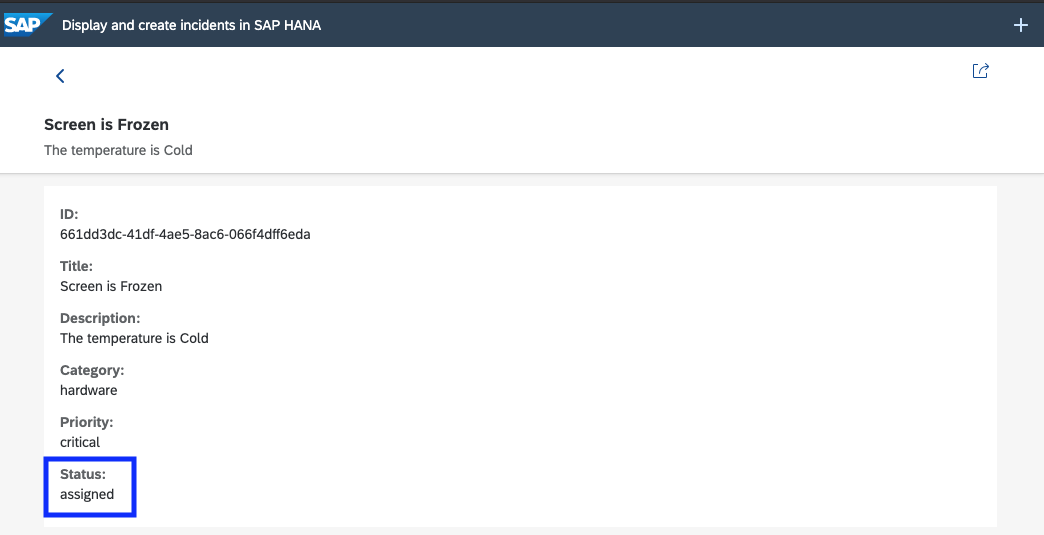 SAP Display and create incidents in SAP HANA
Screen is Frozen
The temperature is Cold
ID:
661dd3dc-41df-4ae5-8ac6-066f4dff6eda
Title:
Screen is Frozen
Description:
The temperature is Cold
Category:
hardware
Priority:
critical
Status:
assigned